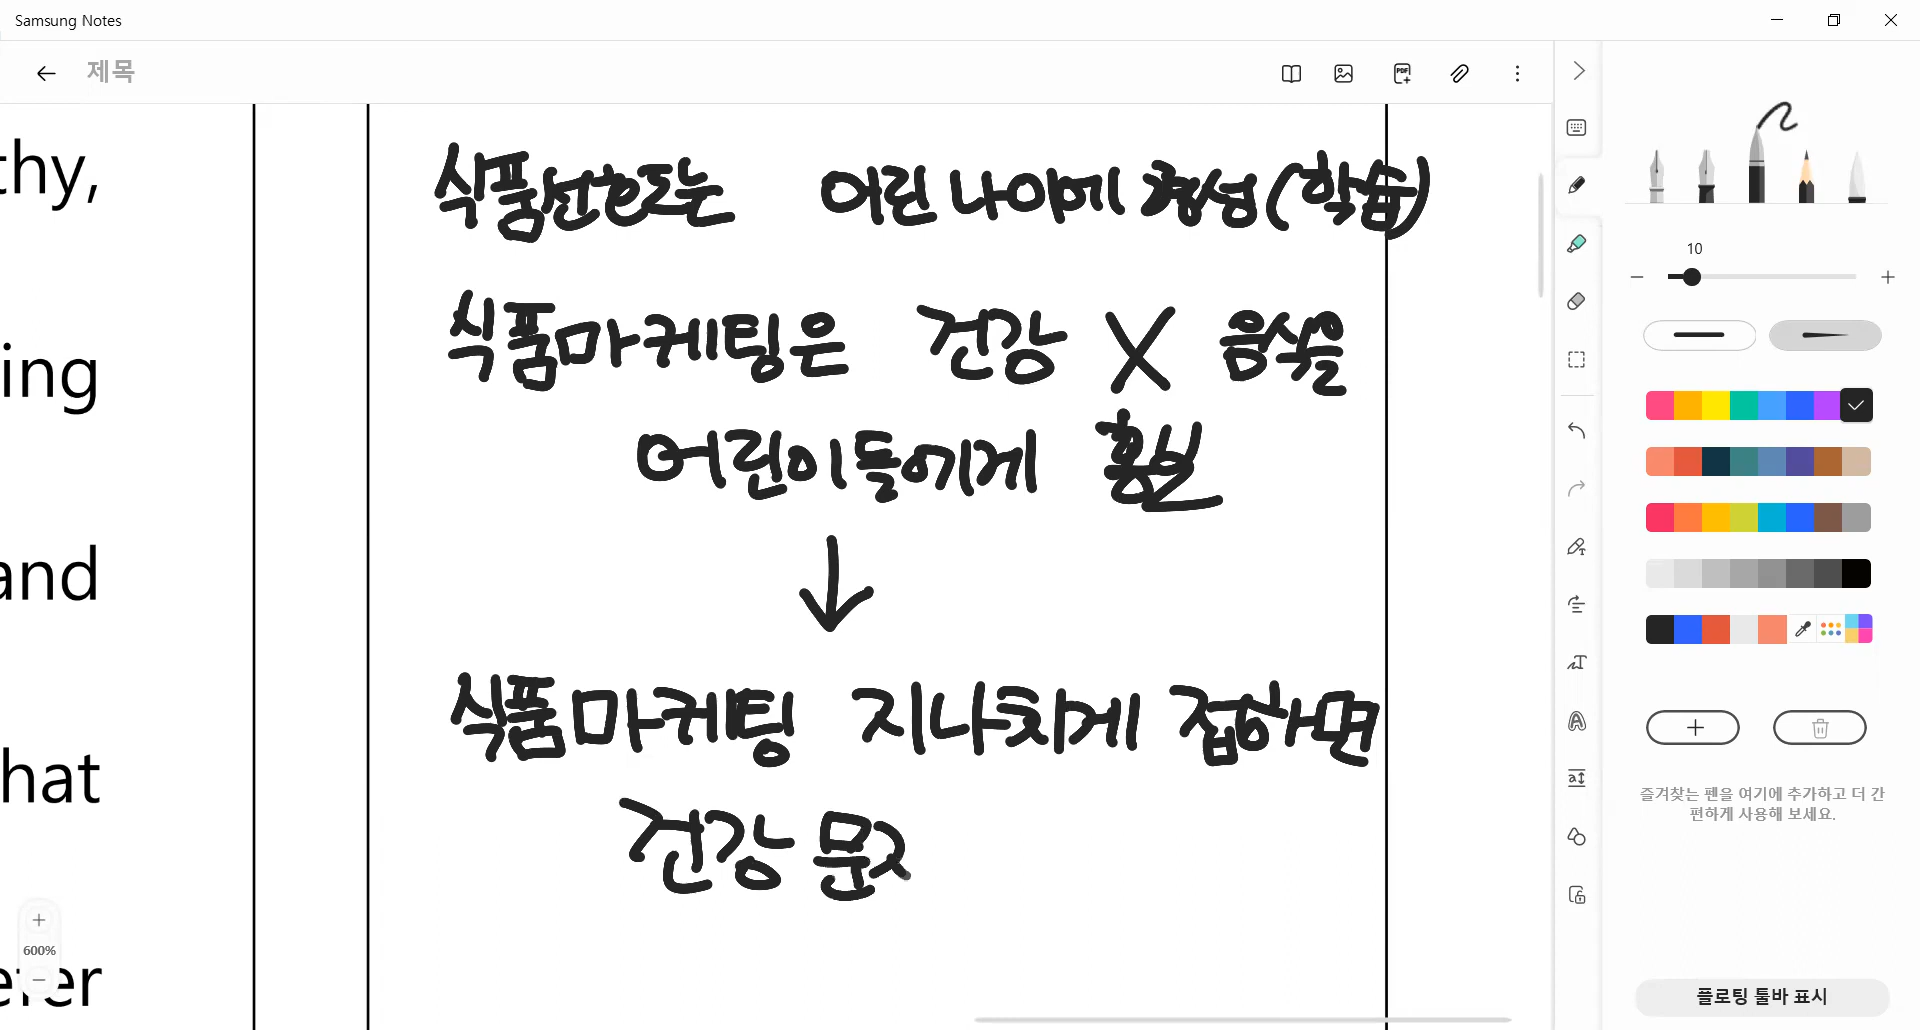 Samsung Notes
제목
thy,
ing
and
hat
efer
식품선호도는 어린 나이에 형성(학습)
식품마케팅은 건강 X 음식을
어린이들에게 홍보
↓
식품마케팅 지나치게 접하면
건강 문
600%
PDF
10
즐겨찾는 펜을 여기에 추가하고 더 간
편하게 사용해 보세요.
플로팅 툴바 표시